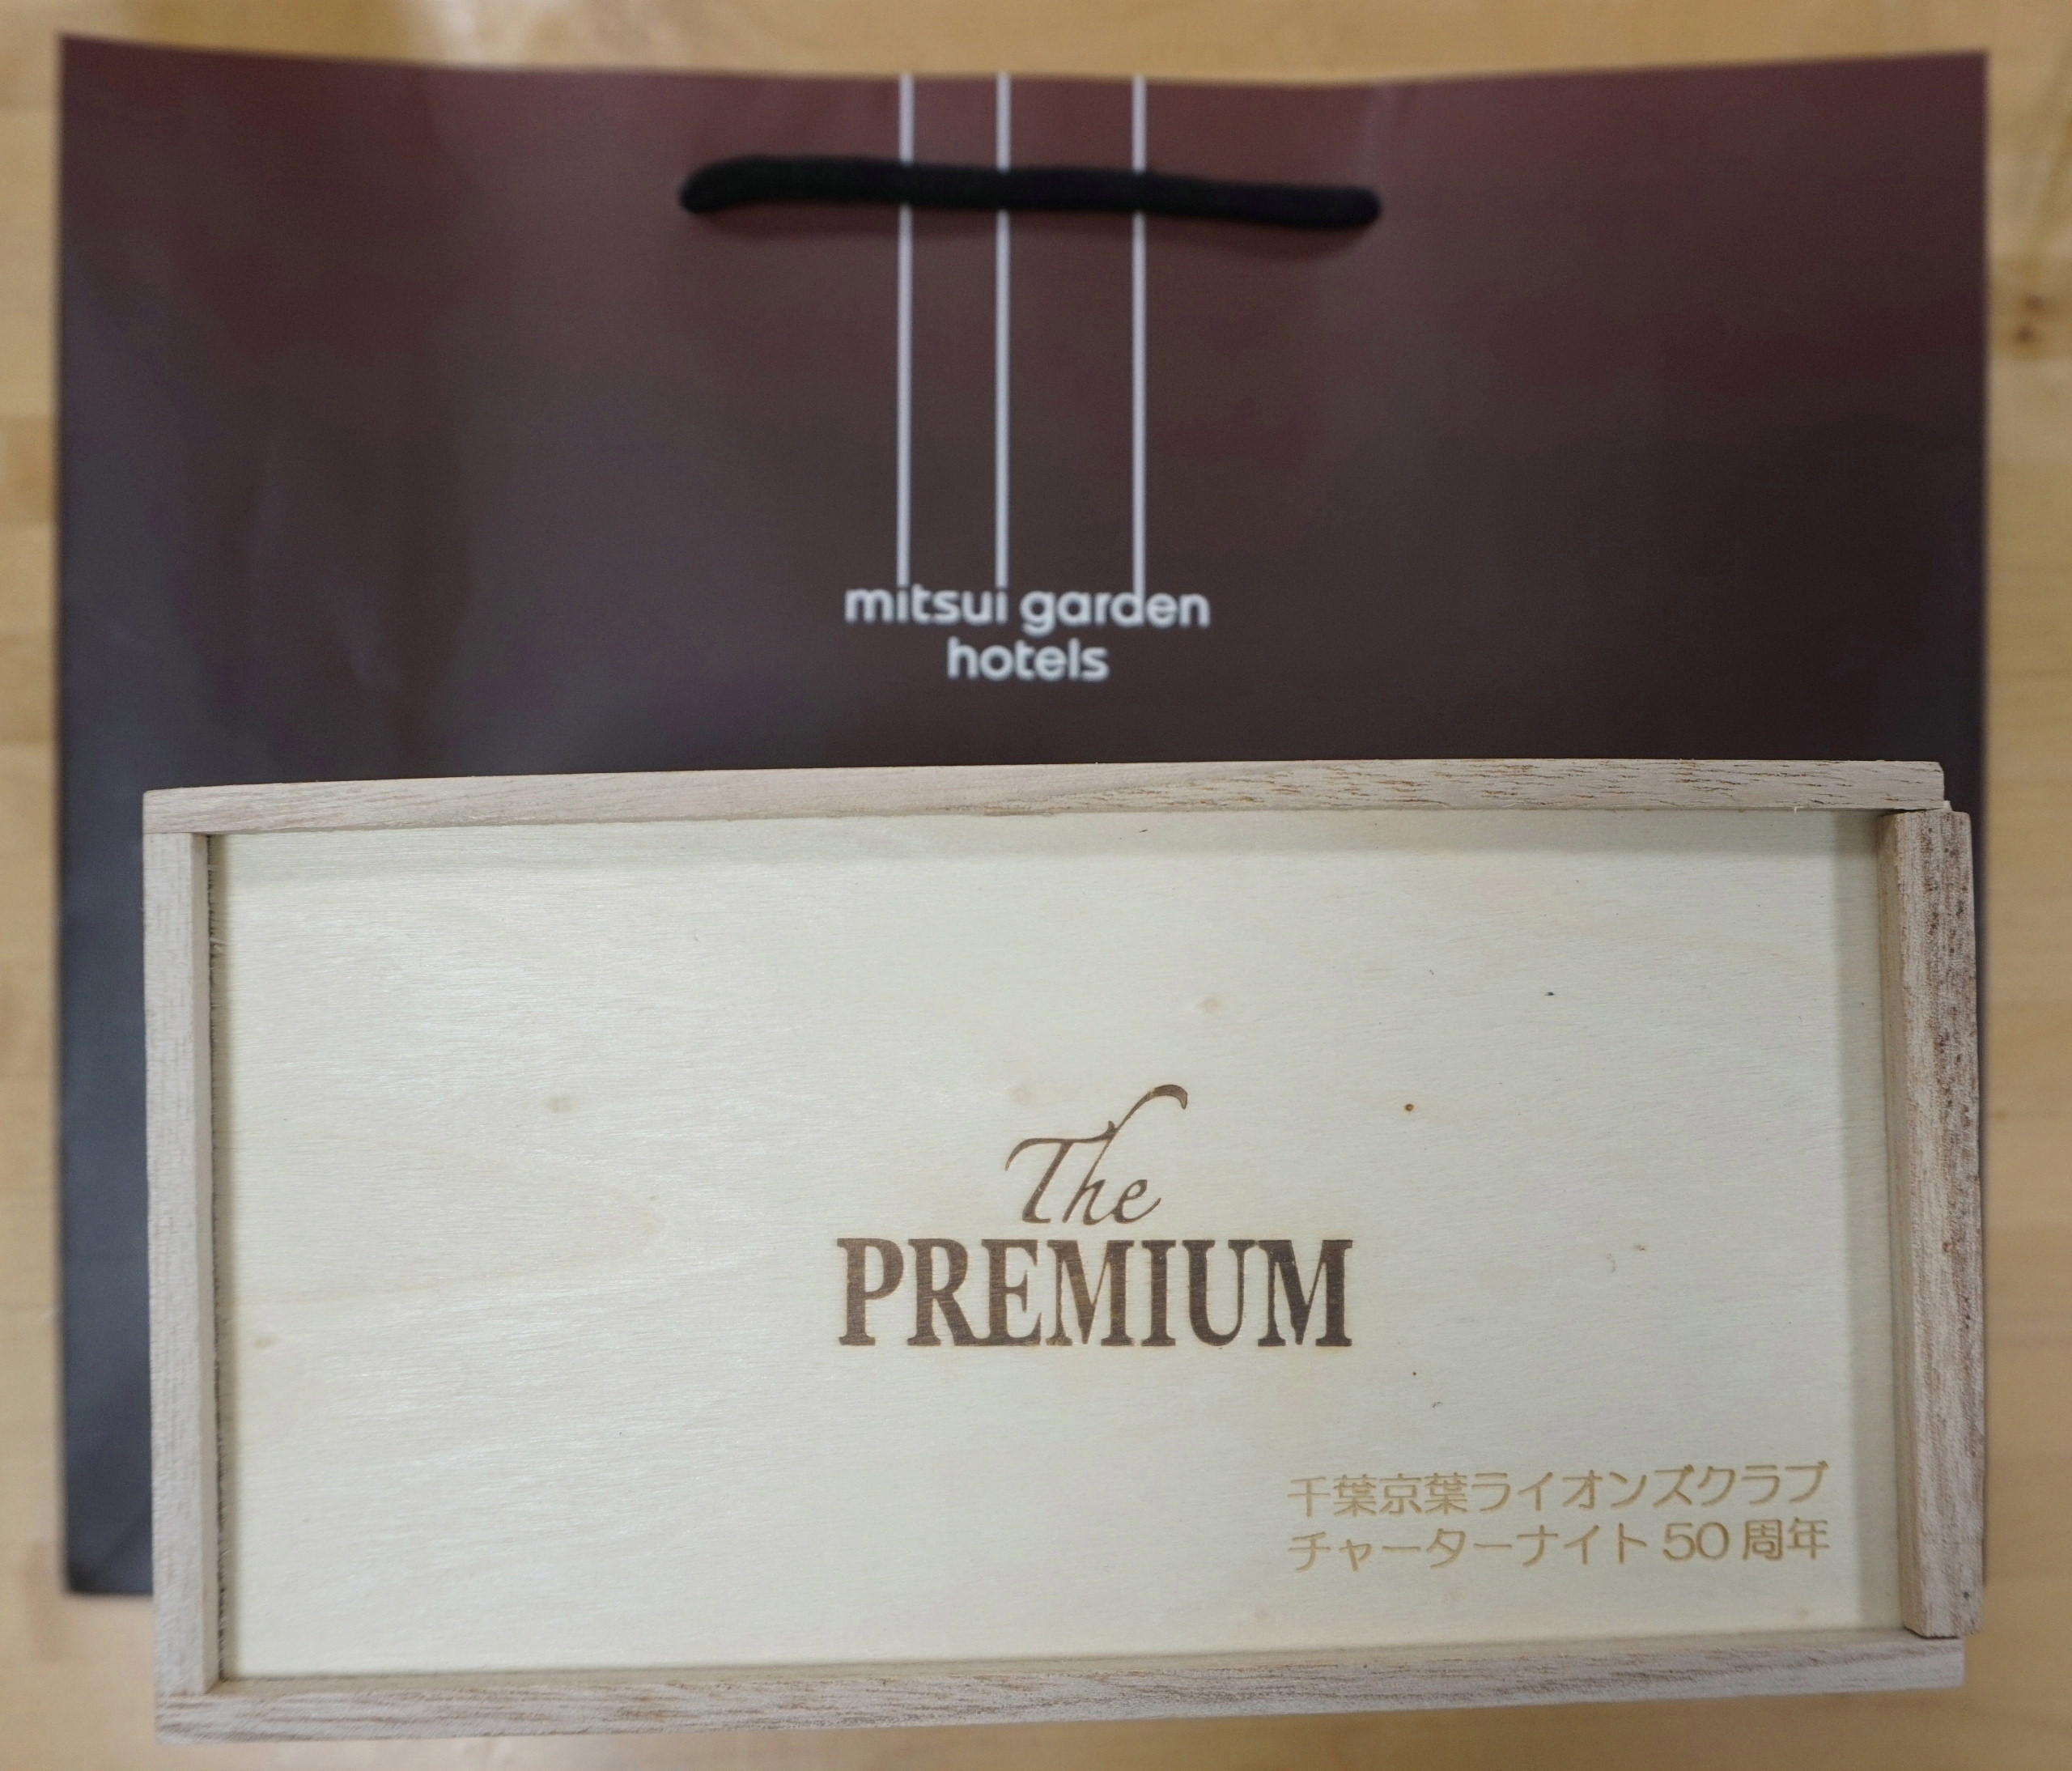 mitsui garden
hotels
The
PREMIUM
千葉京葉ライオンズクラブ
チャーターナイト50周年